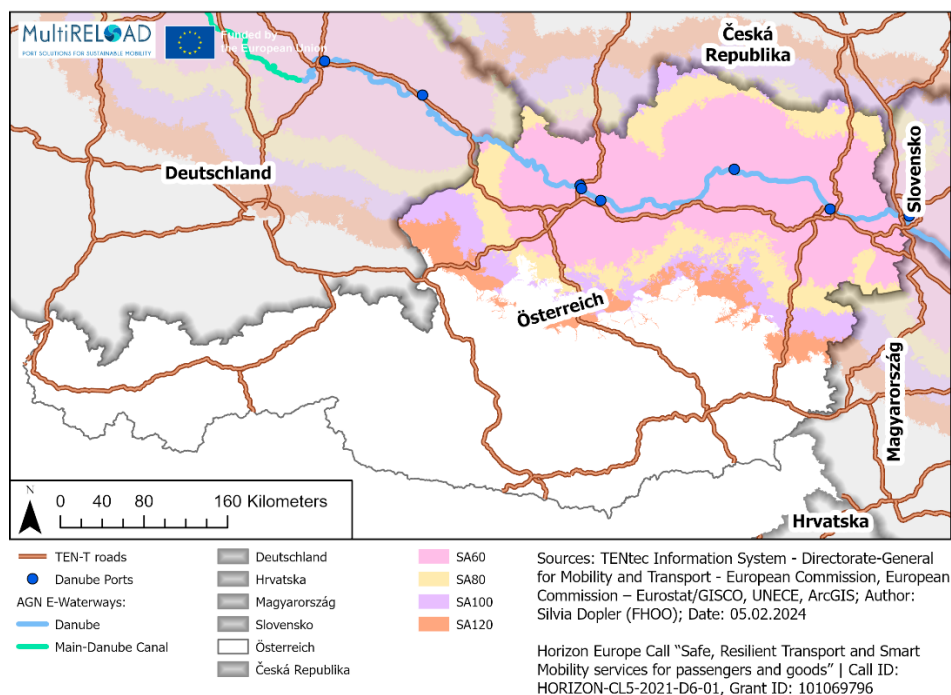 MultiRELOAD
PORT SOLUTIONS FOR SUSTAINABLE MOBILITY
Funded by
the European Union
Česká
Republika
Deutschland
Slovensko
Österreich
Magyarország
Hrvatska
N
0 40 80 160 Kilometers
TEN-T roads
Danube Ports
AGN E-Waterways:
Danube
Main-Danube Canal
Deutschland
Hrvatska
Magyarország
Slovensko
Österreich
Česká Republika
SA60
SA80
SA100
SA120
Sources: TENtec Information System - Directorate-General
for Mobility and Transport - European Commission, European
Commission – Eurostat/GISCO, UNECE, ArcGIS; Author:
Silvia Dopler (FHOO); Date: 05.02.2024
Horizon Europe Call “Safe, Resilient Transport and Smart
Mobility services for passengers and goods” | Call ID:
HORIZON-CL5-2021-D6-01, Grant ID: 101069796